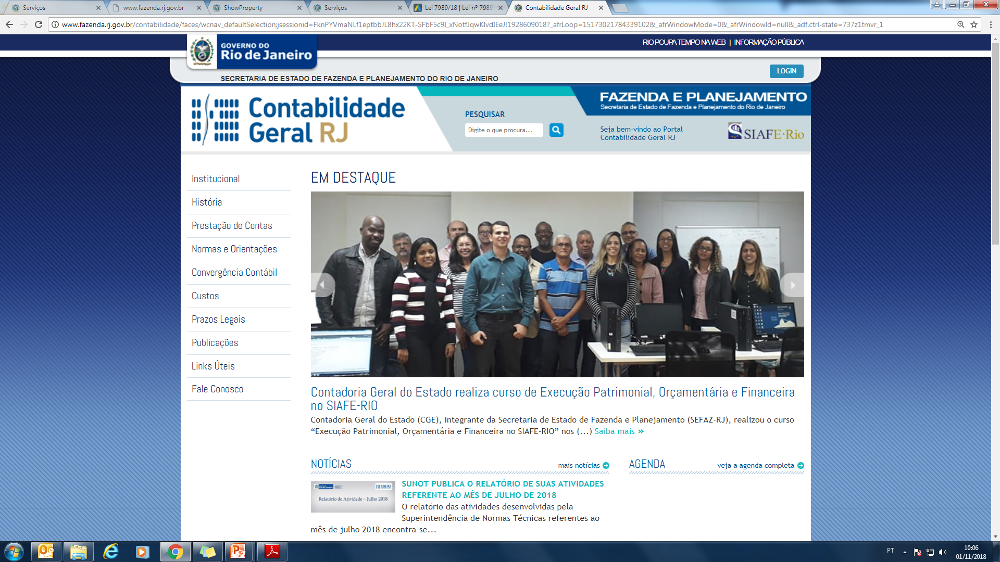 Serviços
www.fazenda.rj.gov.br
ShowProperty
Serviços
Lei 7989/18 | Lei nº 7989
Contabilidade Geral RJ
www.fazenda.rj.gov.br/contabilidade/faces/wcnav_defaultSelection;jsessionid=FknPYVmaNLf1eptbbJL8hx22KT-SFbF5c9I_xNotfJqwKIvdIEeJ!1928609018?_afrLoop=15173021784339102&_afrWindowMode=0&_afrWindowId=null&_adf.ctrl-state=737z1tmvr_1
GOVERNO DO
Rio de Janeiro
RIO POUPA TEMPO NA WEB | INFORMAÇÃO PÚBLICA
LOGIN
SECRETARIA DE ESTADO DE FAZENDA E PLANEJAMENTO DO RIO DE JANEIRO
Contabilidade
Geral RJ
PESQUISAR
Digite o que procura...
FAZENDA E PLANEJAMENTO
Secretaria de Estado de Fazenda e Planejamento do Rio de Janeiro
Seja bem-vindo ao Portal
Contabilidade Geral RJ
SIAFE·Rio
Institucional
História
Prestação de Contas
Normas e Orientações
Convergência Contábil
Custos
Prazos Legais
Publicações
Links Úteis
Fale Conosco
EM DESTAQUE
Contadoria Geral do Estado realiza curso de Execução Patrimonial, Orçamentária e Financeira
no SIAFE-RIO
Contadoria Geral do Estado (CGE), integrante da Secretaria de Estado de Fazenda e Planejamento (SEFAZ-RJ), realizou o curso
“Execução Patrimonial, Orçamentária e Financeira no SIAFE-RIO” nos (...) Saiba mais »
NOTÍCIAS
mais notícias
Rio de Janeiro
CGE-RJ
Relatório de Atividade – Julho 2018
SUNOT PUBLICA O RELATÓRIO DE SUAS ATIVIDADES
REFERENTE AO MÊS DE JULHO DE 2018
O relatório das atividades desenvolvidas pela
Superintendência de Normas Técnicas referentes ao
mês de julho 2018 encontra-se...
AGENDA
veja a agenda completa
PT
10:06
01/11/2018